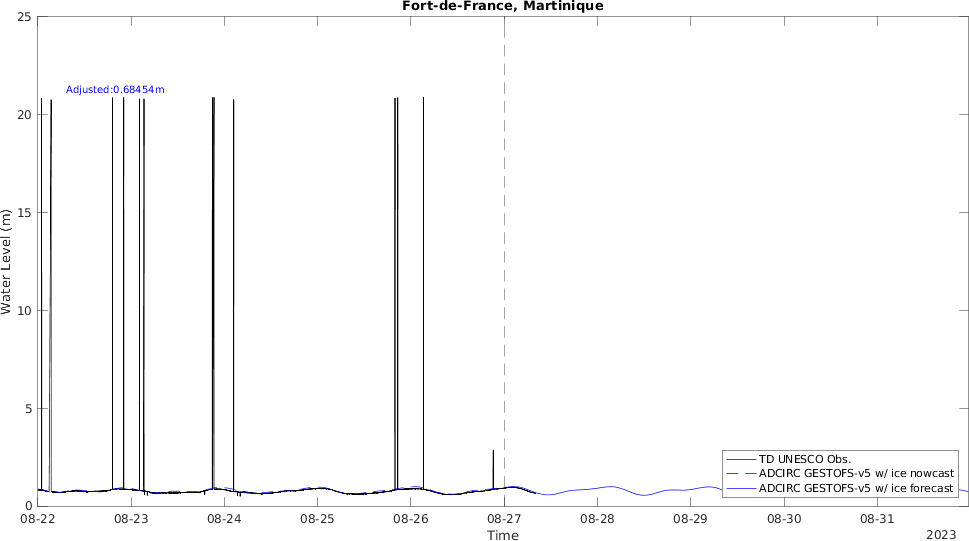 Fort-de-France, Martinique
25
20
15
10
5
0
Water Level (m)
Adjusted:0.68454m
TD UNESCO Obs.
ADCIRC GESTOFS-v5 w/ ice nowcast
ADCIRC GESTOFS-v5 w/ ice forecast
08-22 08-23 08-24 08-25 08-26 08-27 08-28 08-29 08-30 08-31
Time
2023